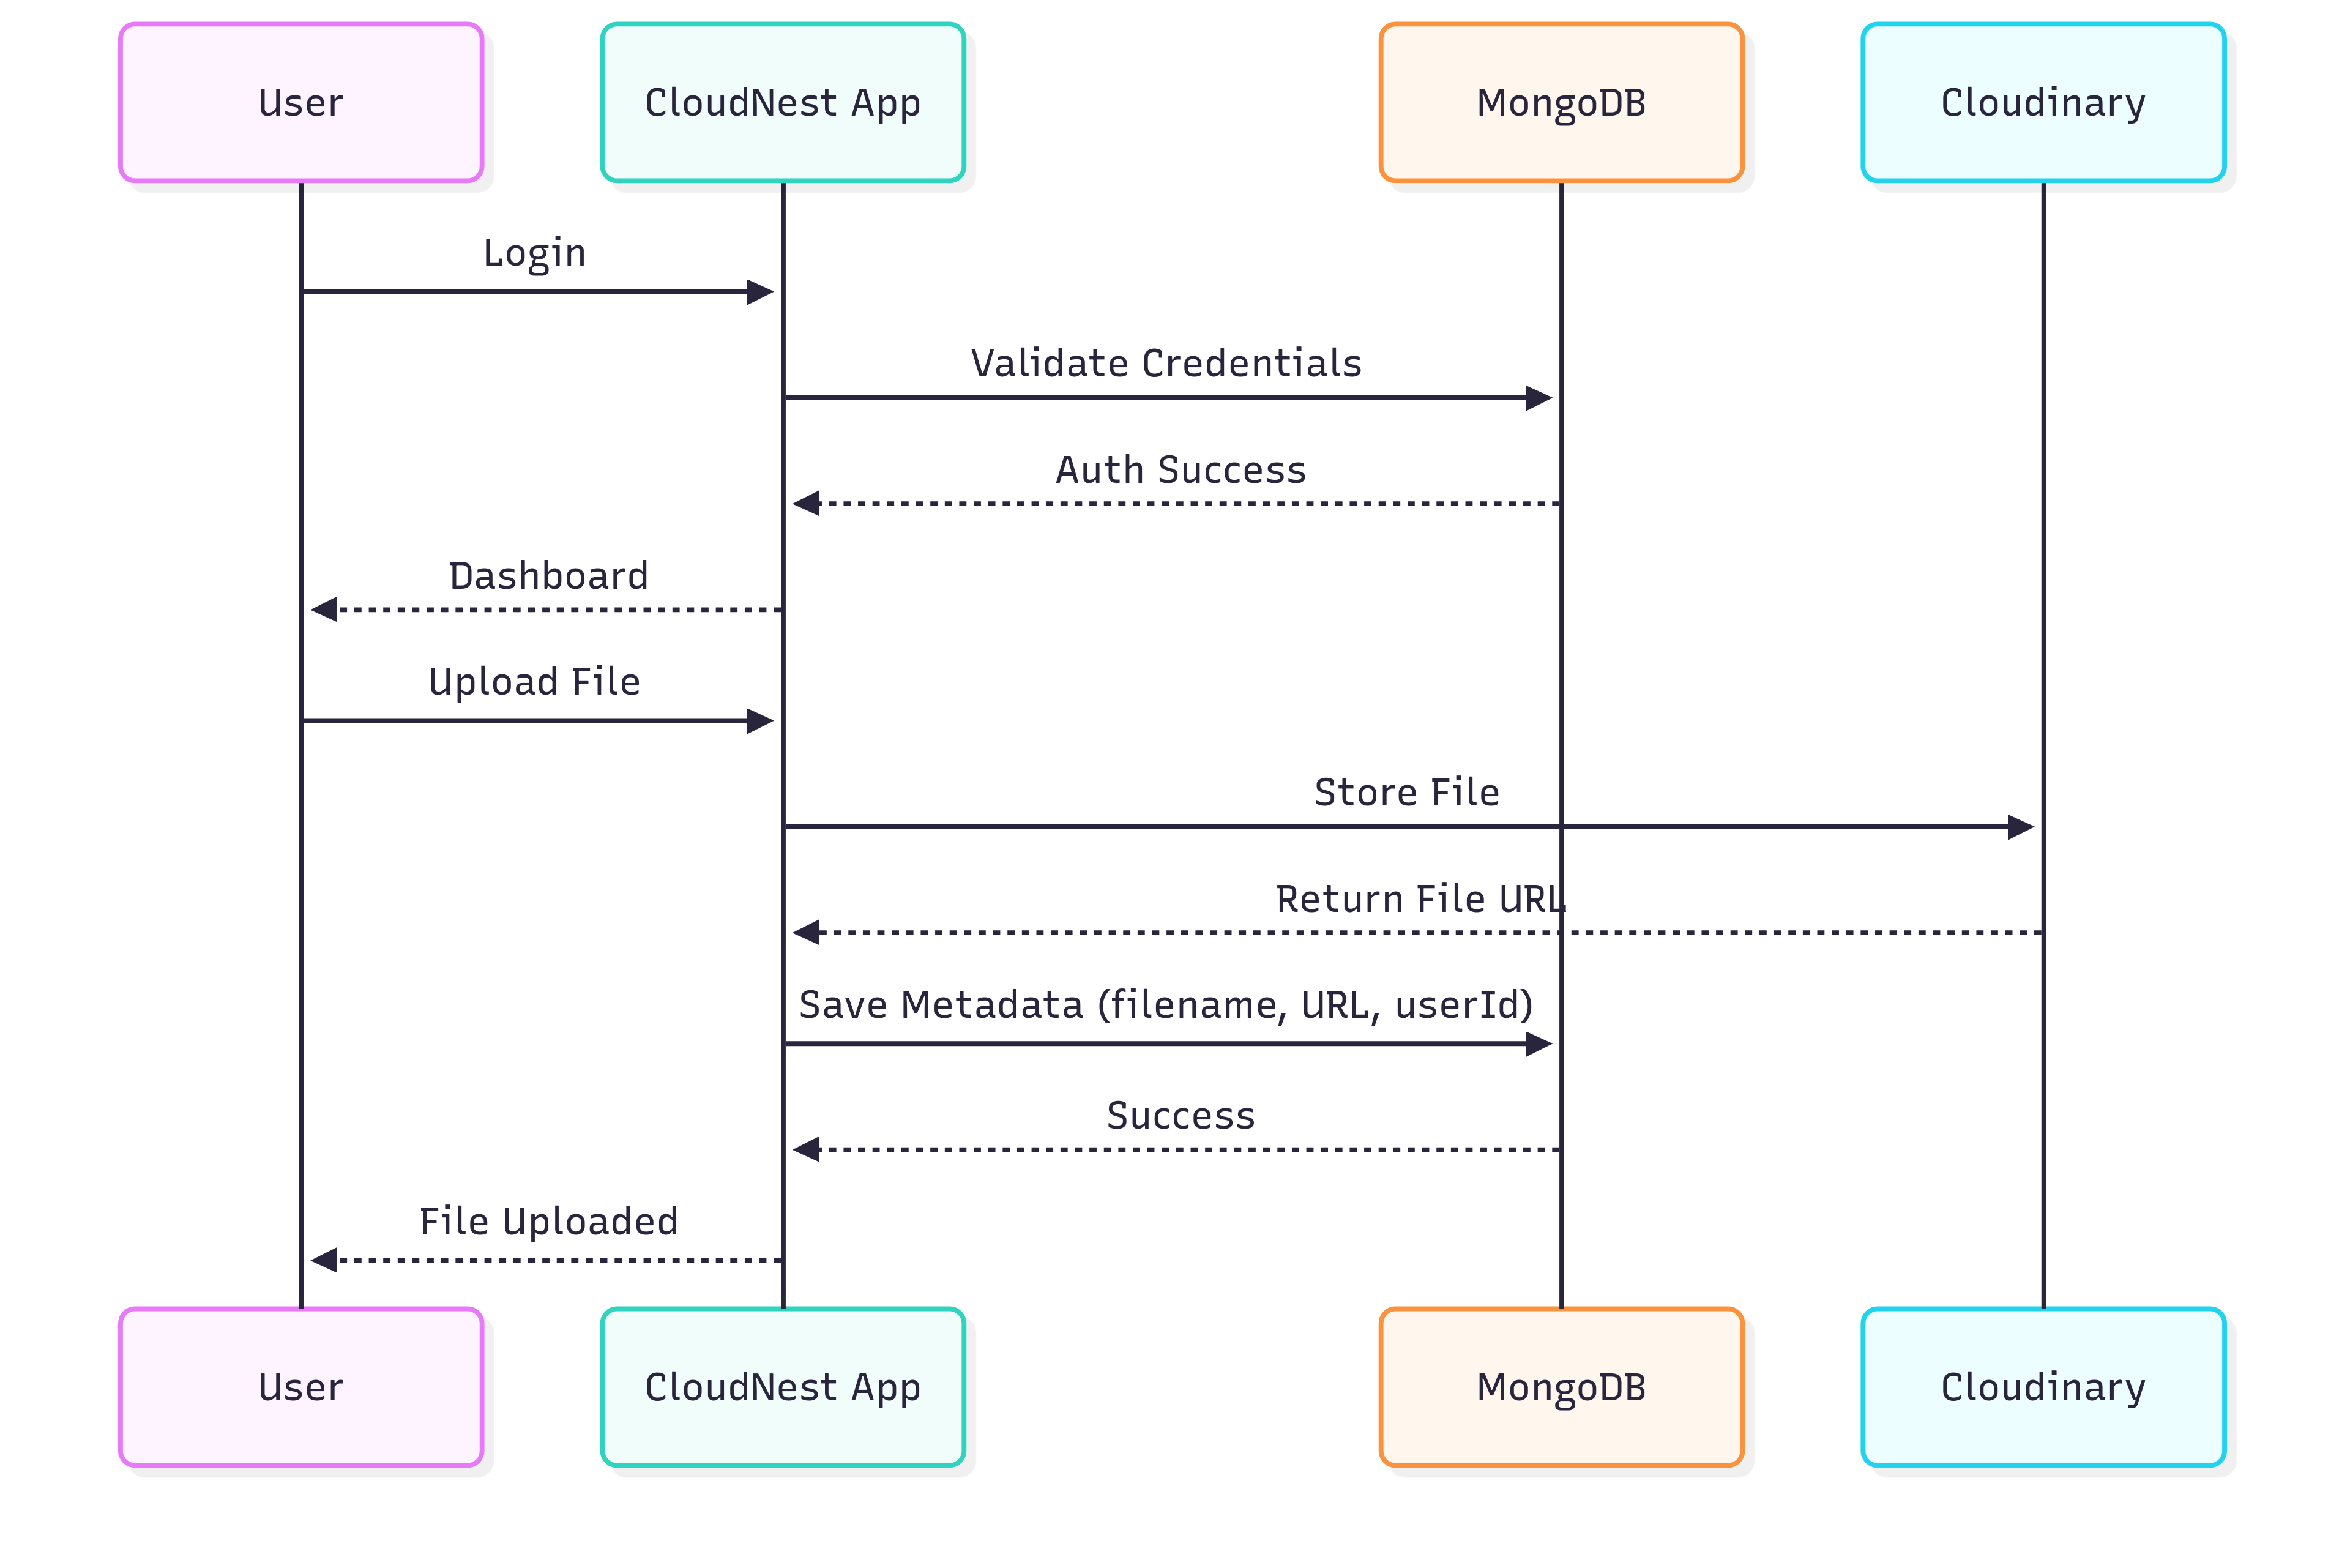 User
CloudNest App
MongoDB
Cloudinary
Login
Validate Credentials
Auth Success
Dashboard
Upload File
Store File
Return File URL
Save Metadata (filename, URL, userId)
Success
File Uploaded
User
CloudNest App
MongoDB
Cloudinary